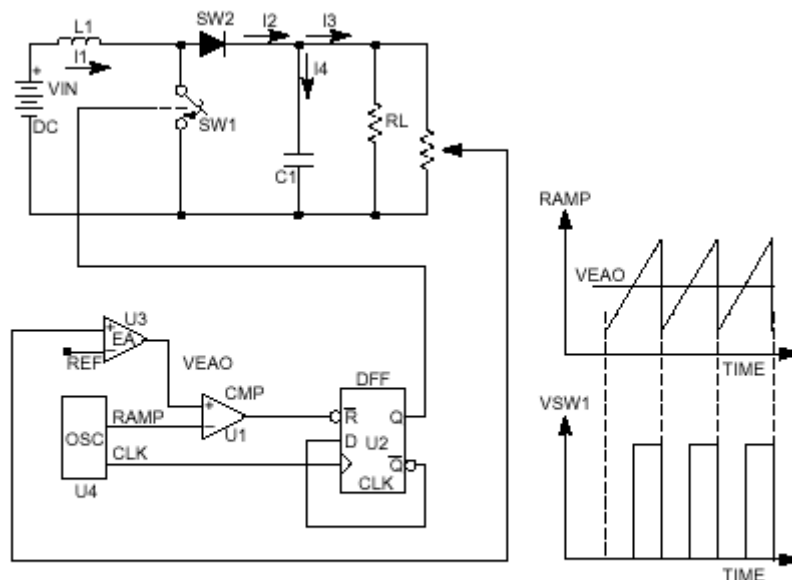 L1
SW2
I2
I3
I1
I4
+
VIN
DC
SW1
RL
C1
RAMP
VEAO
TIME
VSW1
TIME
U3
+
EA
−
REF
VEAO
CMP
+
−
U1
DFF
R
Q
D
U2
Q
CLK
OSC
RAMP
CLK
U4